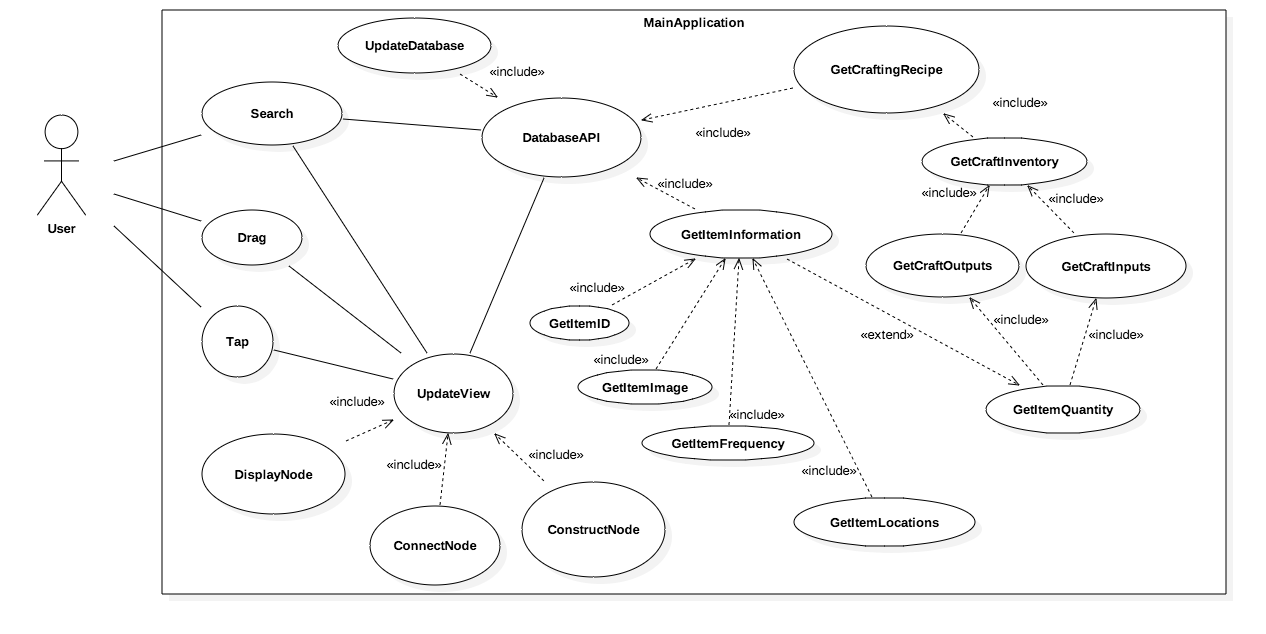 MainApplication
UpdateDatabase
«include»
GetCraftingRecipe
Search
DatabaseAPI
«include»
«include»
GetCraftInventory
«include»
«include»
«include»
User
Drag
GetItemInformation
GetCraftOutputs
GetCraftInputs
«include»
GetItemID
«include»
«include»
Tap
«extend»
«include»
GetItemImage
UpdateView
«include»
GetItemQuantity
«include»
GetItemFrequency
«include»
«include»
«include»
DisplayNode
GetItemLocations
ConstructNode
ConnectNode